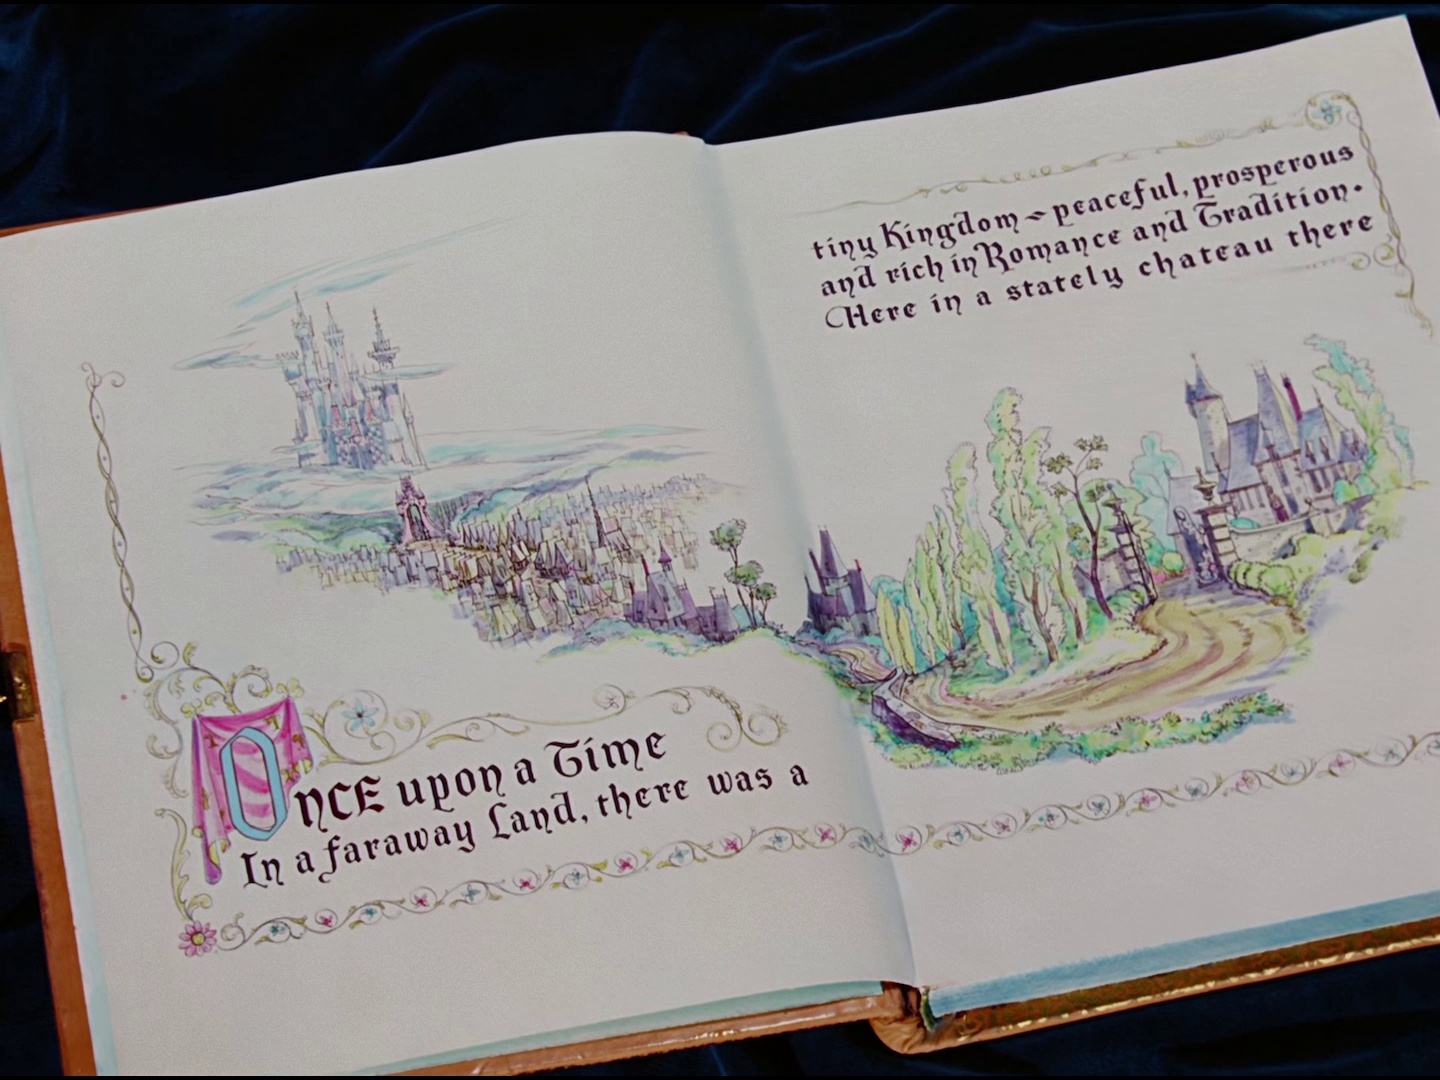 Once upon a Time
In a faraway Land, there was a
tiny Kingdom ~ peaceful, prosperous
and rich in Romance and Tradition.
Here in a stately chateau there